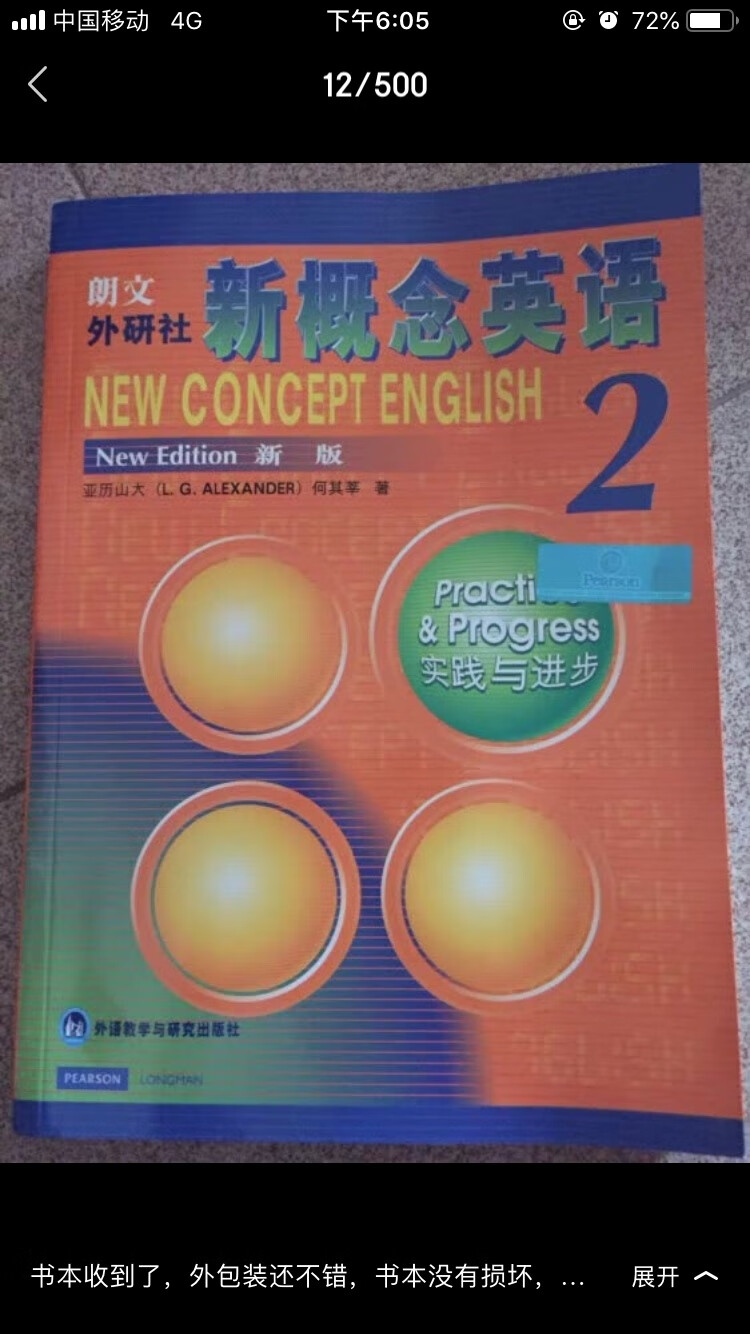 中国移动 4G 下午6:05 72%
12/500
朗文
外研社
新概念英语
NEW CONCEPT ENGLISH
2
New Edition 新 版
亚历山大（L. G. ALEXANDER）何其莘 著
Pearson
& Progress
实践与进步
外语教学与研究出版社
PEARSON LONGMAN
书本收到了，外包装还不错，书本没有损坏，... 展开